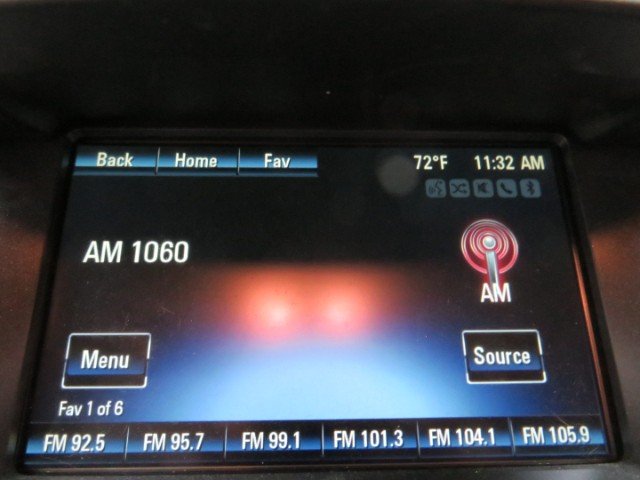 Back Home Fav 72°F 11:32 AM
AM 1060
AM
Menu Source
Fav 1 of 6
FM 92.5 FM 95.7 FM 99.1 FM 101.3 FM 104.1 FM 105.9